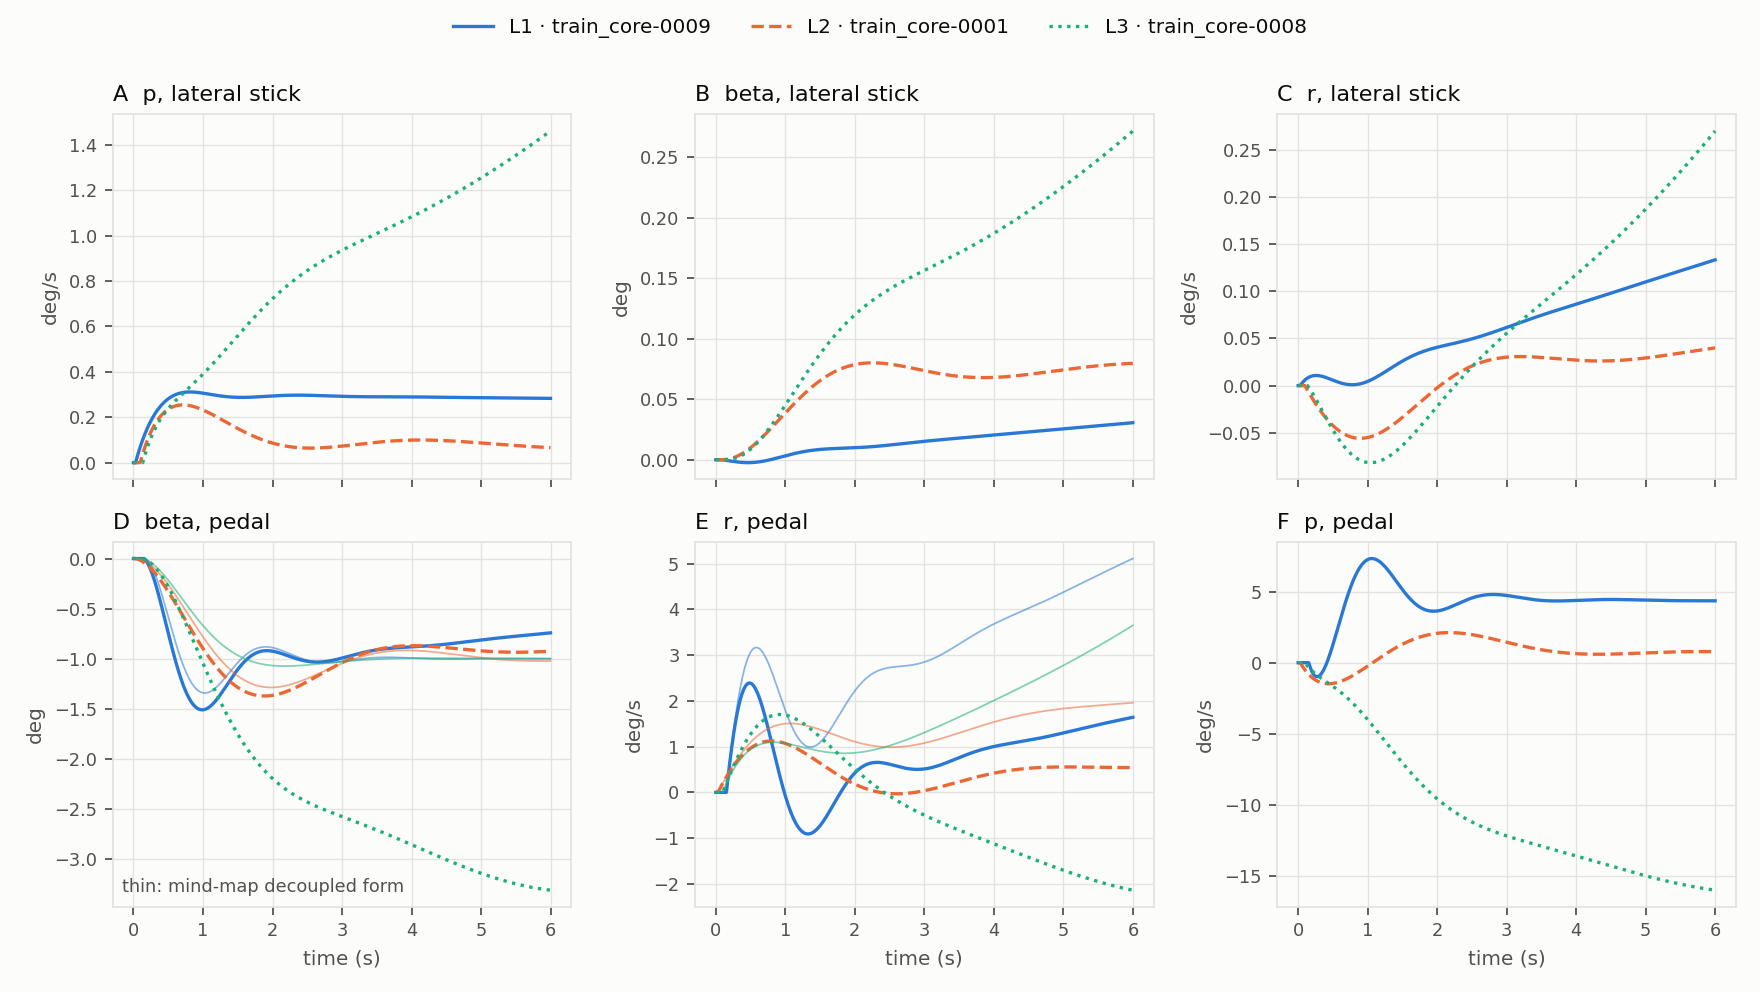 L1 · train_core-0009 L2 · train_core-0001 L3 · train_core-0008
A p, lateral stick
B beta, lateral stick
C r, lateral stick
deg/s
1.4
1.2
1.0
0.8
0.6
0.4
0.2
0.0
deg
0.25
0.20
0.15
0.10
0.05
0.00
deg/s
0.25
0.20
0.15
0.10
0.05
0.00
−0.05
D beta, pedal
E r, pedal
F p, pedal
deg
0.0
−0.5
−1.0
−1.5
−2.0
−2.5
−3.0
thin: mind-map decoupled form
0 1 2 3 4 5 6
time (s)
deg/s
5
4
3
2
1
0
−1
−2
0 1 2 3 4 5 6
time (s)
deg/s
5
0
−5
−10
−15
0 1 2 3 4 5 6
time (s)